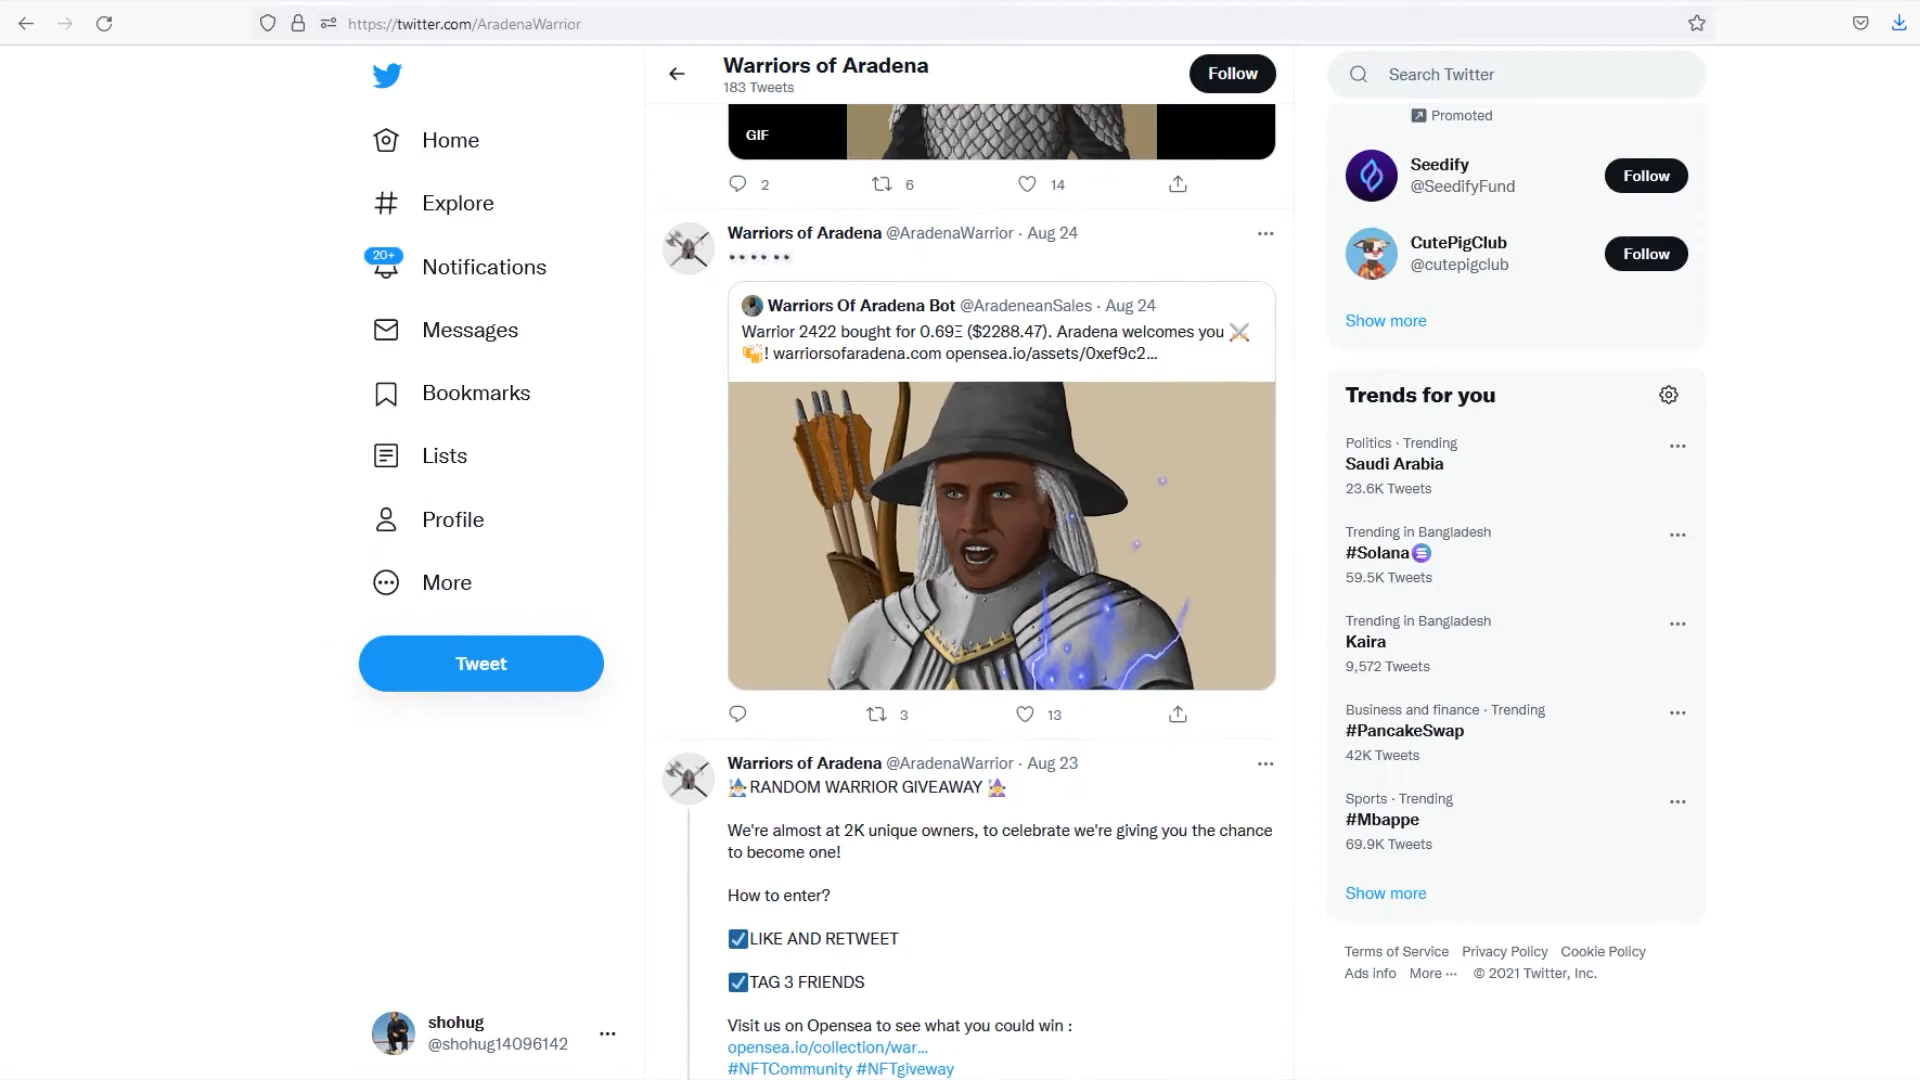 https://twitter.com/AradenaWarrior
Home
Explore
20+
Notifications
Messages
Bookmarks
Lists
Profile
More
Tweet
shohug
@shohug14096142
Warriors of Aradena
183 Tweets
Follow
GIF
2 6 14
Warriors of Aradena @AradenaWarrior · Aug 24
Warriors Of Aradena Bot @AradeneanSales · Aug 24
Warrior 2422 bought for 0.69Ξ ($2288.47). Aradena welcomes you ⚔️
🍻! warriorsofaradena.com opensea.io/assets/0xef9c2…
3 13
Warriors of Aradena @AradenaWarrior · Aug 23
🧙‍♂️RANDOM WARRIOR GIVEAWAY 🧙‍♀️
We're almost at 2K unique owners, to celebrate we're giving you the chance
to become one!
How to enter?
☑️LIKE AND RETWEET
☑️TAG 3 FRIENDS
Visit us on Opensea to see what you could win :
opensea.io/collection/war…
#NFTCommunity #NFTgiveway
Search Twitter
Promoted
Seedify
@SeedifyFund
Follow
CutePigClub
@cutepigclub
Follow
Show more
Trends for you
Politics · Trending
Saudi Arabia
23.6K Tweets
Trending in Bangladesh
#Solana
59.5K Tweets
Trending in Bangladesh
Kaira
9,572 Tweets
Business and finance · Trending
#PancakeSwap
42K Tweets
Sports · Trending
#Mbappe
69.9K Tweets
Show more
Terms of Service Privacy Policy Cookie Policy
Ads info More ··· © 2021 Twitter, Inc.